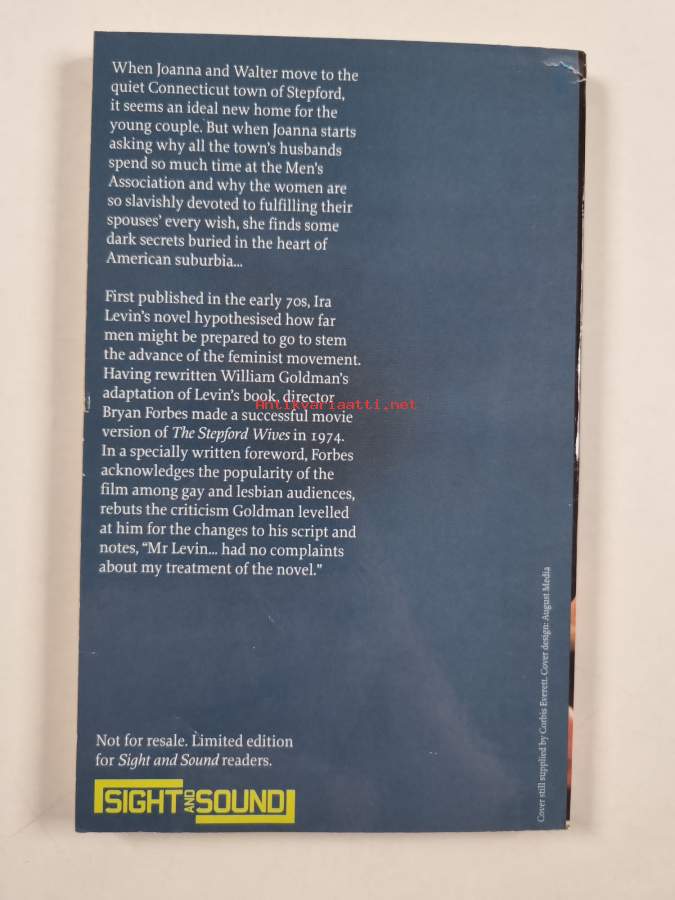 When Joanna and Walter move to the
quiet Connecticut town of Stepford,
it seems an ideal new home for the
young couple. But when Joanna starts
asking why all the town's husbands
spend so much time at the Men's
Association and why the women are
so slavishly devoted to fulfilling their
spouses' every wish, she finds some
dark secrets buried in the heart of
American suburbia...
First published in the early 70s, Ira
Levin's novel hypothesised how far
men might be prepared to go to stem
the advance of the feminist movement.
Having rewritten William Goldman's
adaptation of Levin's book, director
Antikvariaatti.net
Bryan Forbes made a successful movie
version of The Stepford Wives in 1974.
In a specially written foreword, Forbes
acknowledges the popularity of the
film among gay and lesbian audiences,
rebuts the criticism Goldman levelled
at him for the changes to his script and
notes, “Mr Levin... had no complaints
about my treatment of the novel.”
Not for resale. Limited edition
for Sight and Sound readers.
SIGHT AND SOUND
Cover still supplied by Corbis Everett. Cover design: August Media